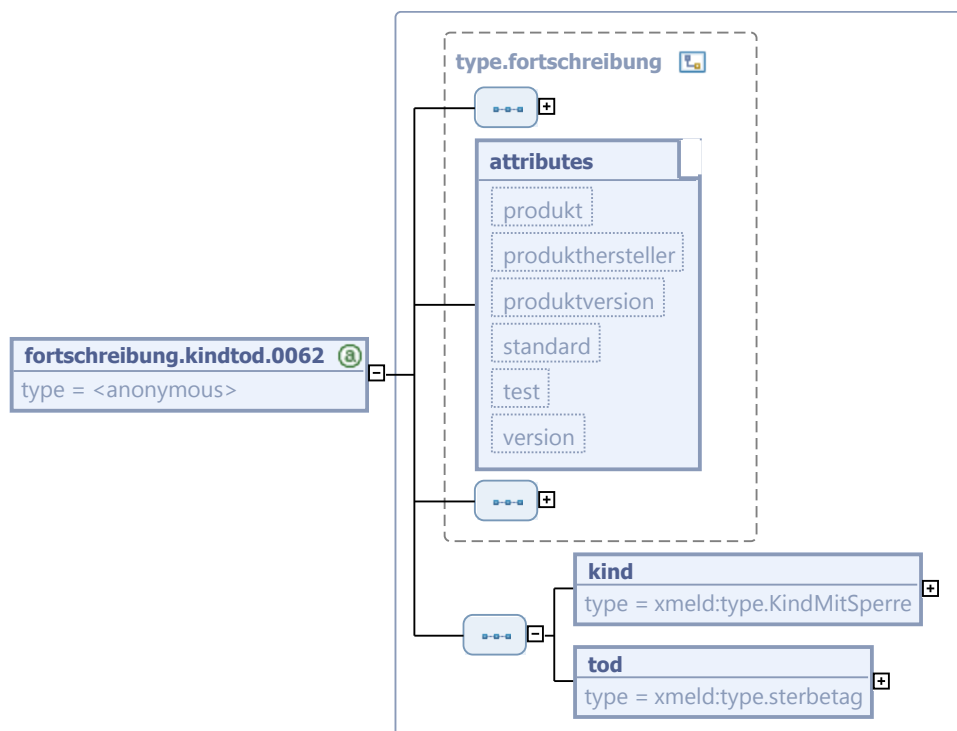 type.fortschreibung
attributes
produkt
produkthersteller
produktversion
standard
test
version
fortschreibung.kindtod.0062 @
type = <anonymous>
kind
type = xmeld:type.KindMitSperre
tod
type = xmeld:type.sterbetag